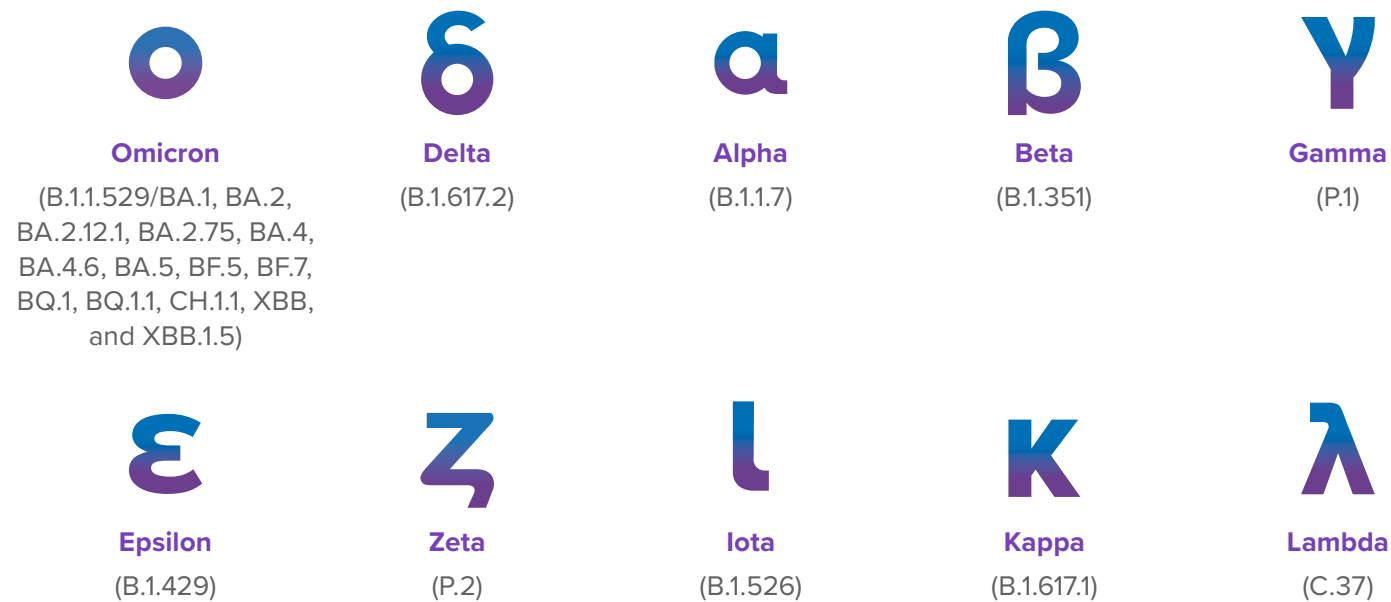 ο
Omicron
(B.1.1.529/BA.1, BA.2,
BA.2.12.1, BA.2.75, BA.4,
BA.4.6, BA.5, BF.5, BF.7,
BQ.1, BQ.1.1, CH.1.1, XBB,
and XBB.1.5)
δ
Delta
(B.1.617.2)
α
Alpha
(B.1.1.7)
β
Beta
(B.1.351)
γ
Gamma
(P.1)
ε
Epsilon
(B.1.429)
ζ
Zeta
(P.2)
ι
Iota
(B.1.526)
κ
Kappa
(B.1.617.1)
λ
Lambda
(C.37)